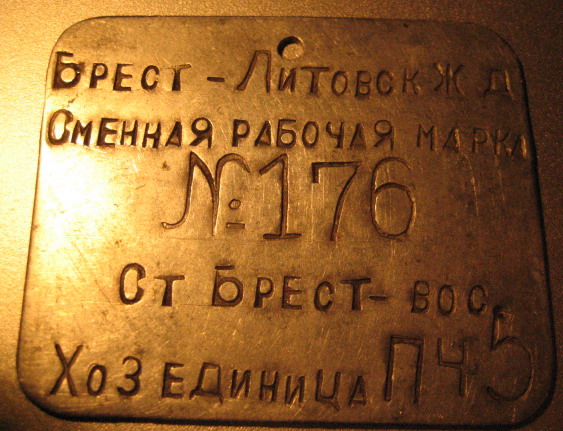 Брест - Литовск Ж Д
Сменная рабочая марка
№176
Ст Брест - вос
Хоз единица ПЧ5